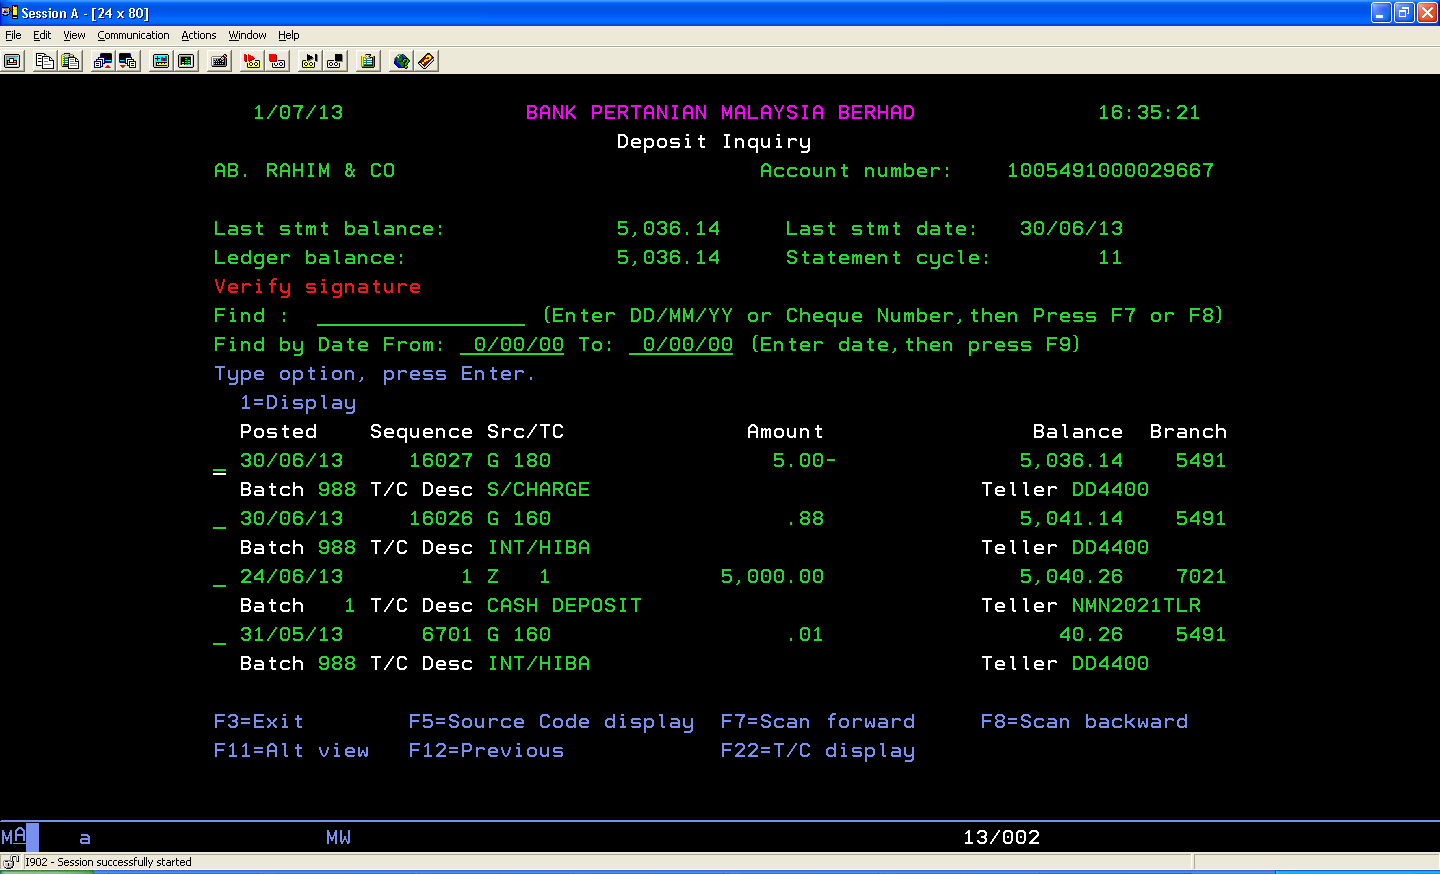 Session A - [24 x 80]
File Edit View Communication Actions Window Help
1/07/13 BANK PERTANIAN MALAYSIA BERHAD 16:35:21
Deposit Inquiry
AB. RAHIM & CO Account number: 1005491000029667
Last stmt balance: 5,036.14 Last stmt date: 30/06/13
Ledger balance: 5,036.14 Statement cycle: 11
Verify signature
Find : ________________ (Enter DD/MM/YY or Cheque Number,then Press F7 or F8)
Find by Date From: 0/00/00 To: 0/00/00 (Enter date,then press F9)
Type option, press Enter.
1=Display
Posted Sequence Src/TC Amount Balance Branch
_ 30/06/13 16027 G 180 5.00- 5,036.14 5491
Batch 988 T/C Desc S/CHARGE Teller DD4400
_ 30/06/13 16026 G 160 .88 5,041.14 5491
Batch 988 T/C Desc INT/HIBA Teller DD4400
_ 24/06/13 1 Z 1 5,000.00 5,040.26 7021
Batch 1 T/C Desc CASH DEPOSIT Teller NMN2021TLR
_ 31/05/13 6701 G 160 .01 40.26 5491
Batch 988 T/C Desc INT/HIBA Teller DD4400
F3=Exit F5=Source Code display F7=Scan forward F8=Scan backward
F11=Alt view F12=Previous F22=T/C display
MA a MW 13/002
I902 - Session successfully started